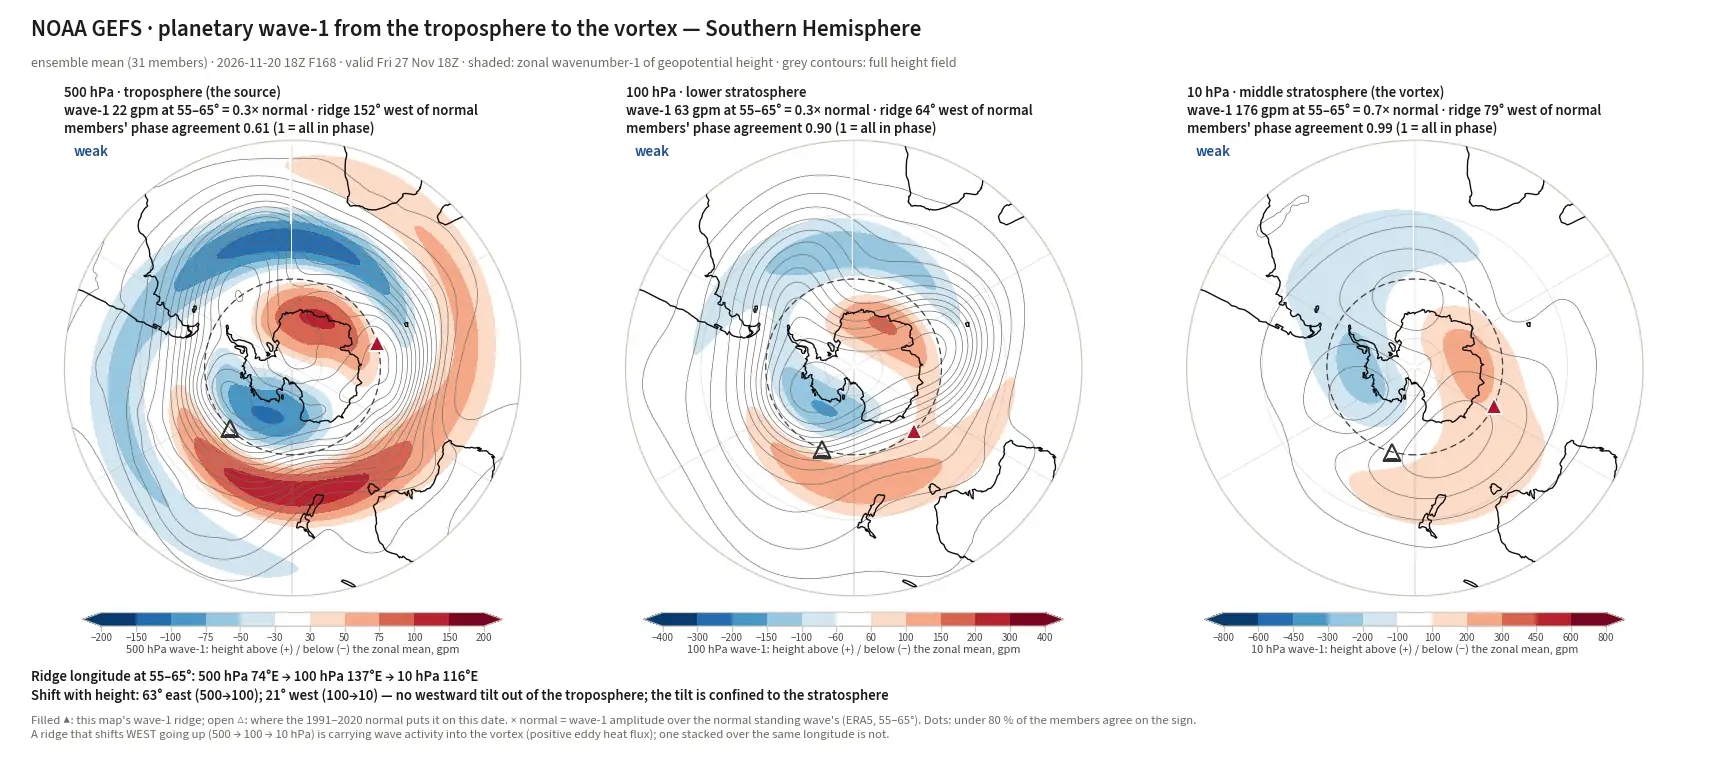 NOAA GEFS · planetary wave-1 from the troposphere to the vortex — Southern Hemisphere
ensemble mean (31 members) · 2026-11-20 18Z F168 · valid Fri 27 Nov 18Z · shaded: zonal wavenumber-1 of geopotential height · grey contours: full height field
500 hPa · troposphere (the source)
wave-1 22 gpm at 55–65° = 0.3× normal · ridge 152° west of normal
members' phase agreement 0.61 (1 = all in phase)
weak
100 hPa · lower stratosphere
wave-1 63 gpm at 55–65° = 0.3× normal · ridge 64° west of normal
members' phase agreement 0.90 (1 = all in phase)
weak
10 hPa · middle stratosphere (the vortex)
wave-1 176 gpm at 55–65° = 0.7× normal · ridge 79° west of normal
members' phase agreement 0.99 (1 = all in phase)
weak
−200 −150 −100 −75 −50 −30 30 50 75 100 150 200
500 hPa wave-1: height above (+) / below (−) the zonal mean, gpm
−400 −300 −200 −150 −100 −60 60 100 150 200 300 400
100 hPa wave-1: height above (+) / below (−) the zonal mean, gpm
−800 −600 −450 −300 −200 −100 100 200 300 450 600 800
10 hPa wave-1: height above (+) / below (−) the zonal mean, gpm
Ridge longitude at 55–65°: 500 hPa 74°E → 100 hPa 137°E → 10 hPa 116°E
Shift with height: 63° east (500→100); 21° west (100→10) — no westward tilt out of the troposphere; the tilt is confined to the stratosphere
Filled ▲: this map's wave-1 ridge; open △: where the 1991–2020 normal puts it on this date. × normal = wave-1 amplitude over the normal standing wave's (ERA5, 55–65°). Dots: under 80 % of the members agree on the sign.
A ridge that shifts WEST going up (500 → 100 → 10 hPa) is carrying wave activity into the vortex (positive eddy heat flux); one stacked over the same longitude is not.